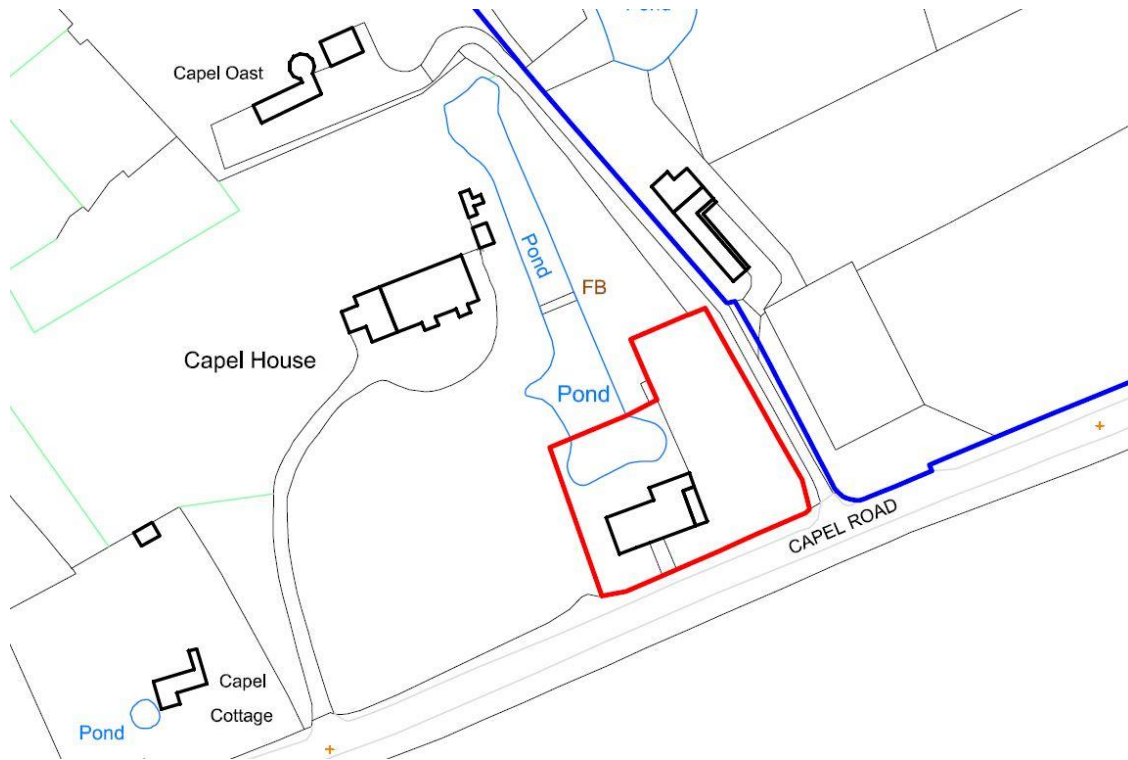 Pond
Capel Oast
Pond
FB
Capel House
Pond
CAPEL ROAD
Capel
Cottage
Pond